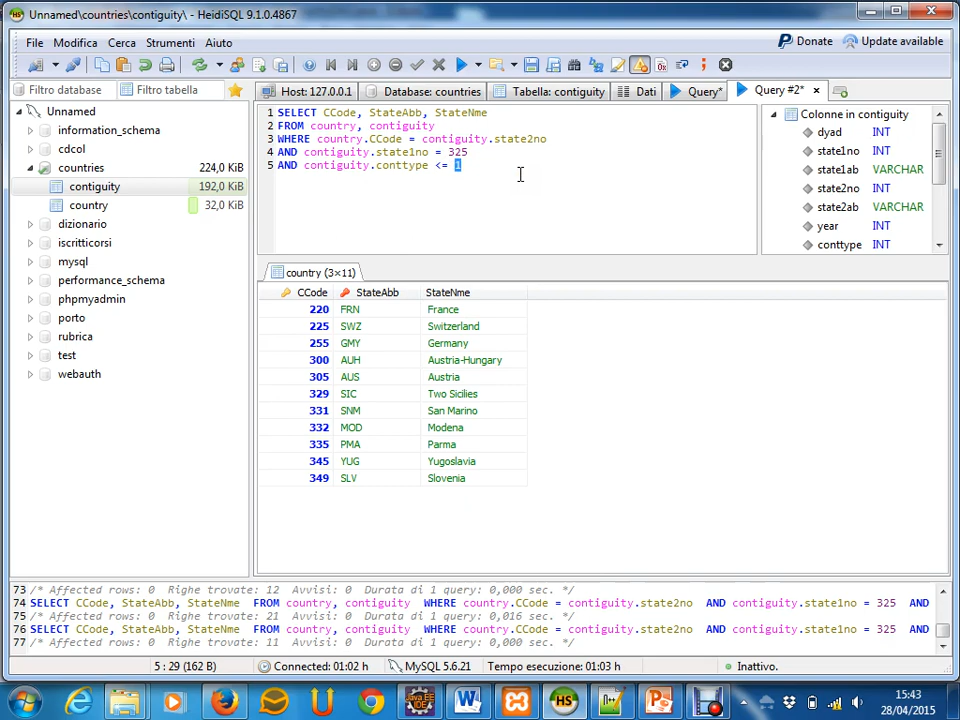 Unnamed\countries\contiguity\ - HeidiSQL 9.1.0.4867
File Modifica Cerca Strumenti Aiuto
Donate Update available
Filtro database Filtro tabella
Host: 127.0.0.1 Database: countries Tabella: contiguity Dati Query* Query #2*
Unnamed
information_schema
cdcol
countries 224,0 KiB
contiguity 192,0 KiB
country 32,0 KiB
dizionario
iscritticorsi
mysql
performance_schema
phpmyadmin
porto
rubrica
test
webauth
1 SELECT CCode, StateAbb, StateNme
2 FROM country, contiguity
3 WHERE country.CCode = contiguity.state2no
4 AND contiguity.state1no = 325
5 AND contiguity.conttype <= 1
Colonne in contiguity
dyad INT
state1no INT
state1ab VARCHAR
state2no INT
state2ab VARCHAR
year INT
conttype INT
country (3×11)
CCode StateAbb StateNme
220 FRN France
225 SWZ Switzerland
255 GMY Germany
300 AUH Austria-Hungary
305 AUS Austria
329 SIC Two Sicilies
331 SNM San Marino
332 MOD Modena
335 PMA Parma
345 YUG Yugoslavia
349 SLV Slovenia
73 /* Affected rows: 0 Righe trovate: 12 Avvisi: 0 Durata di 1 query: 0,000 sec. */
74 SELECT CCode, StateAbb, StateNme FROM country, contiguity WHERE country.CCode = contiguity.state2no AND contiguity.state1no = 325 AND
75 /* Affected rows: 0 Righe trovate: 21 Avvisi: 0 Durata di 1 query: 0,016 sec. */
76 SELECT CCode, StateAbb, StateNme FROM country, contiguity WHERE country.CCode = contiguity.state2no AND contiguity.state1no = 325 AND
77 /* Affected rows: 0 Righe trovate: 11 Avvisi: 0 Durata di 1 query: 0,000 sec. */
5 : 29 (162 B) Connected: 01:02 h MySQL 5.6.21 Tempo esecuzione: 01:03 h Inattivo.
15:43
28/04/2015